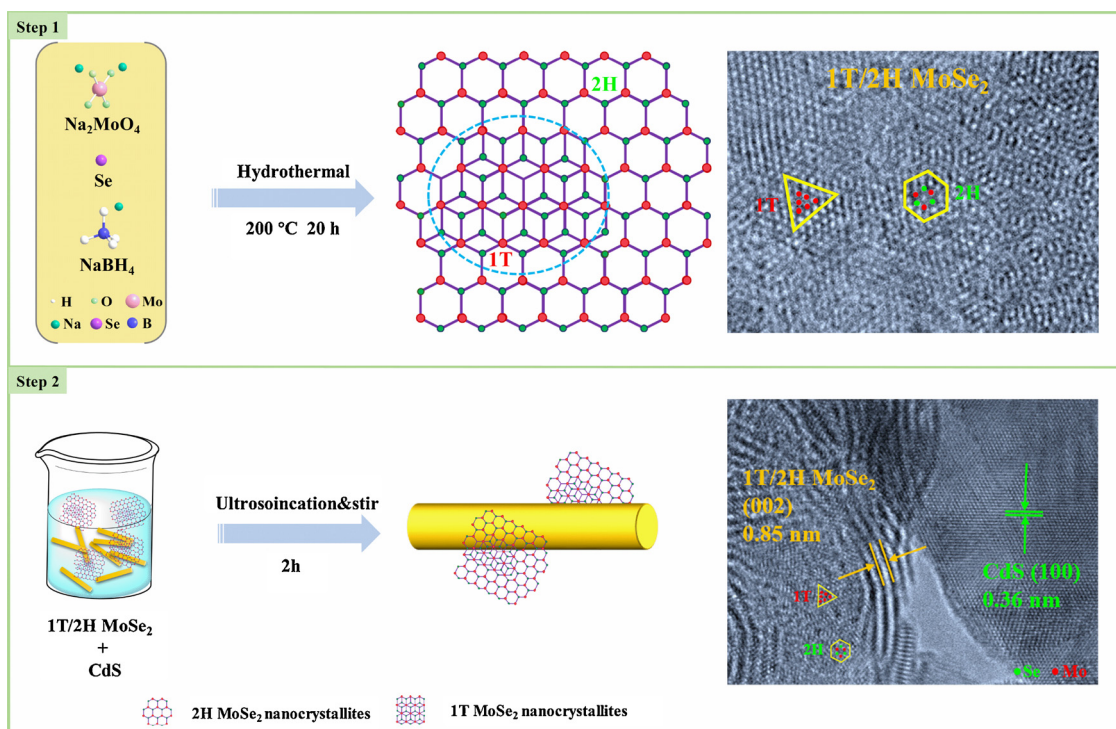 Step 1
Na₂MoO₄
Se
NaBH₄
H O Mo
Na Se B
Hydrothermal
200 °C 20 h
2H
1T
1T/2H MoSe₂
1T
2H
Step 2
1T/2H MoSe₂
+
CdS
Ultrosoincation&stir
2h
1T/2H MoSe₂
(002)
0.85 nm
CdS (100)
0.36 nm
1T
2H
Se Mo
2H MoSe₂ nanocrystallites
1T MoSe₂ nanocrystallites